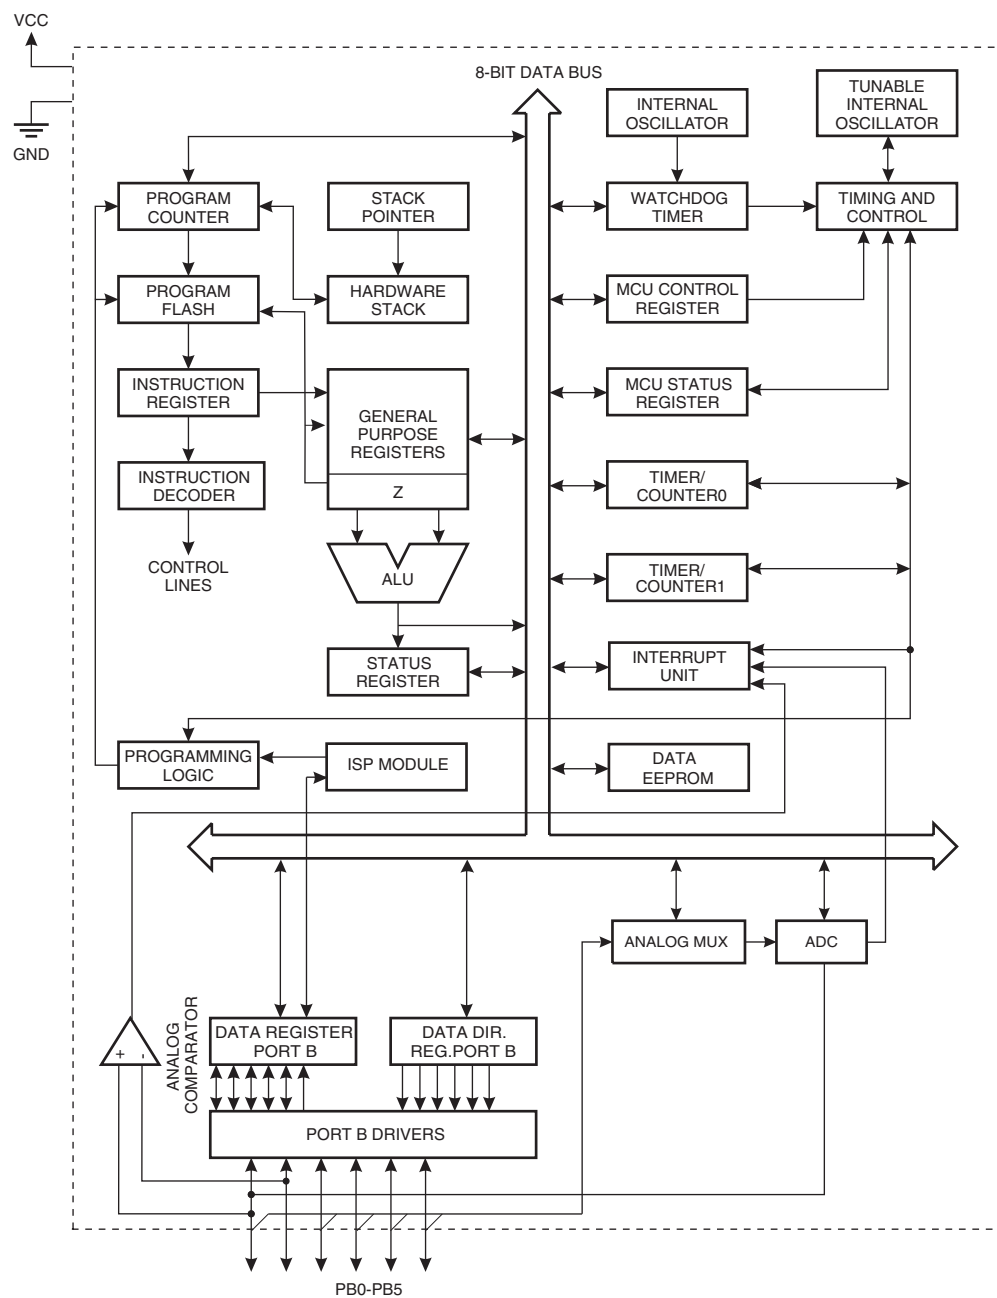 VCC
GND
8-BIT DATA BUS
INTERNAL
OSCILLATOR
TUNABLE
INTERNAL
OSCILLATOR
PROGRAM
COUNTER
STACK
POINTER
WATCHDOG
TIMER
TIMING AND
CONTROL
PROGRAM
FLASH
HARDWARE
STACK
MCU CONTROL
REGISTER
INSTRUCTION
REGISTER
GENERAL
PURPOSE
REGISTERS
Z
MCU STATUS
REGISTER
INSTRUCTION
DECODER
TIMER/
COUNTER0
CONTROL
LINES
ALU
TIMER/
COUNTER1
STATUS
REGISTER
INTERRUPT
UNIT
PROGRAMMING
LOGIC
ISP MODULE
DATA
EEPROM
ANALOG MUX
ADC
ANALOG
COMPARATOR
+
-
DATA REGISTER
PORT B
DATA DIR.
REG.PORT B
PORT B DRIVERS
PB0-PB5